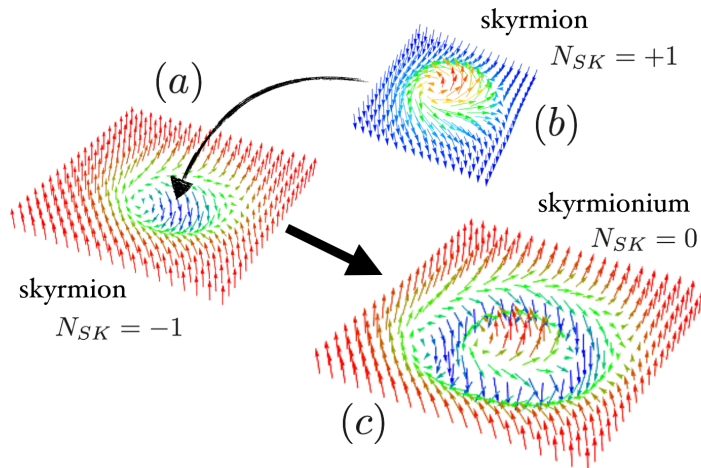 skyrmion
N_{SK} = +1
(a)
(b)
skyrmionium
N_{SK} = 0
skyrmion
N_{SK} = −1
(c)